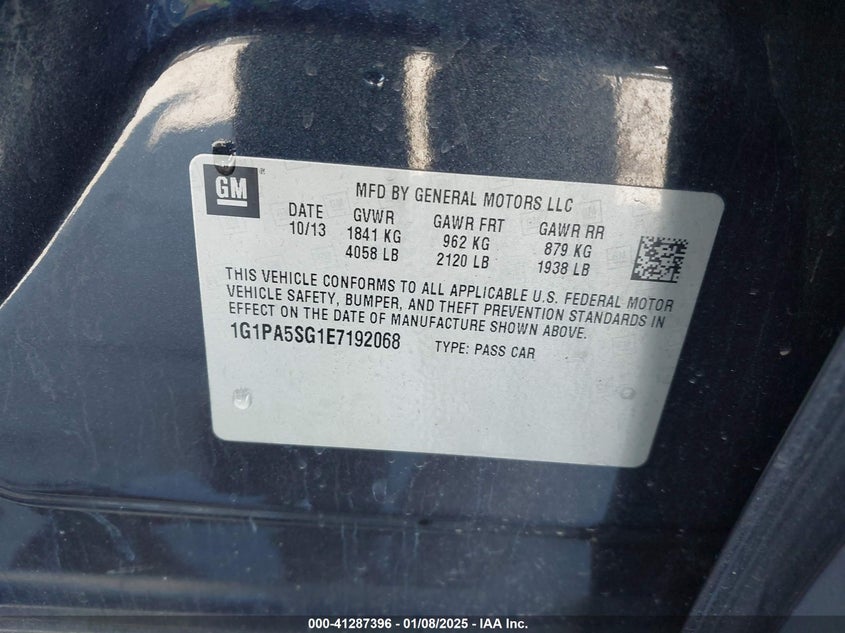 GM
MFD BY GENERAL MOTORS LLC
DATE GVWR GAWR FRT GAWR RR
10/13 1841 KG 962 KG 879 KG
4058 LB 2120 LB 1938 LB
THIS VEHICLE CONFORMS TO ALL APPLICABLE U.S. FEDERAL MOTOR
VEHICLE SAFETY, BUMPER, AND THEFT PREVENTION STANDARDS IN
EFFECT ON THE DATE OF MANUFACTURE SHOWN ABOVE.
1G1PA5SG1E7192068 TYPE: PASS CAR
000-41287396 - 01/08/2025 - IAA Inc.